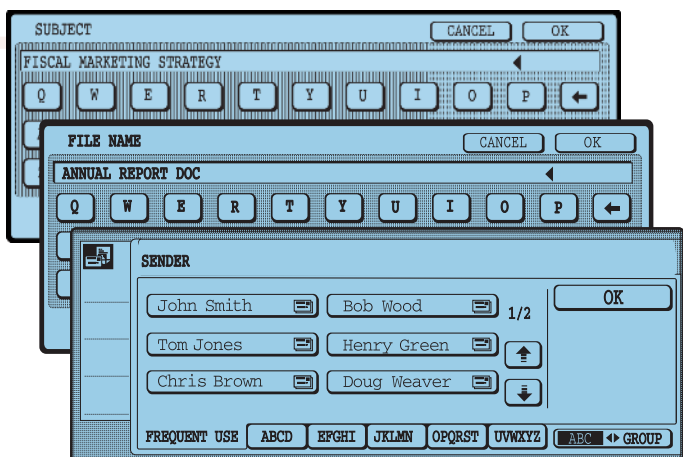 SUBJECT CANCEL OK
FISCAL MARKETING STRATEGY
Q W E R T Y U I O P
FILE NAME CANCEL OK
ANNUAL REPORT DOC
Q W E R T Y U I O P
SENDER
John Smith Bob Wood 1/2 OK
Tom Jones Henry Green
Chris Brown Doug Weaver
FREQUENT USE ABCD EFGHI JKLMN OPQRST UVWXYZ ABC GROUP